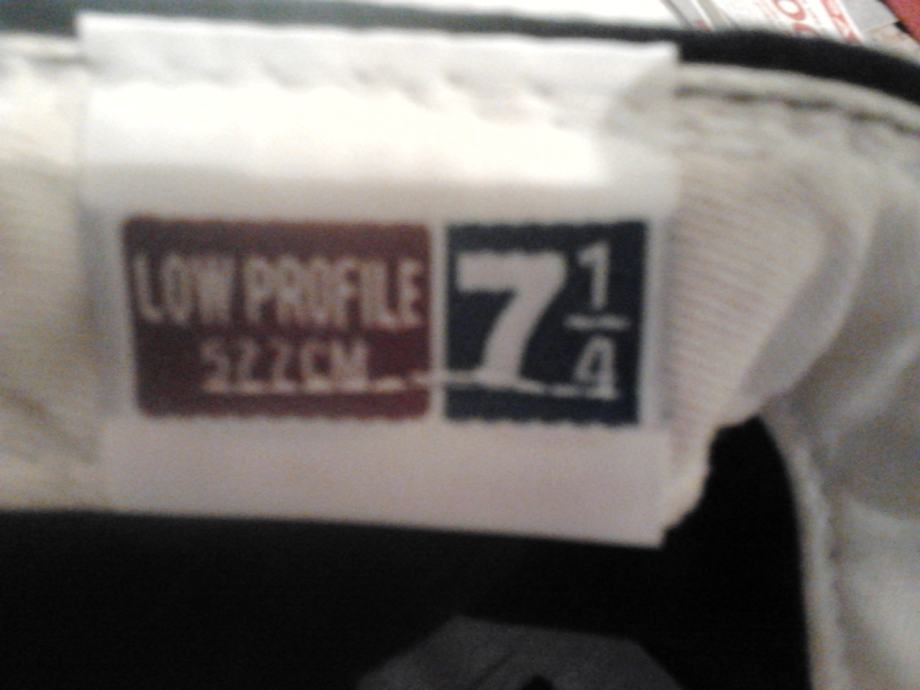 LOW PROFILE
57.7CM
7 1/4